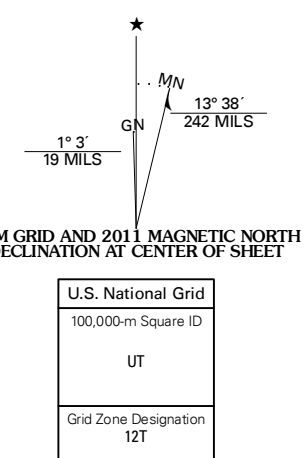 MN
GN
13° 38´
242 MILS
1° 3´
19 MILS
M GRID AND 2011 MAGNETIC NORTH
DECLINATION AT CENTER OF SHEET
U.S. National Grid
100,000-m Square ID
UT
Grid Zone Designation
12T